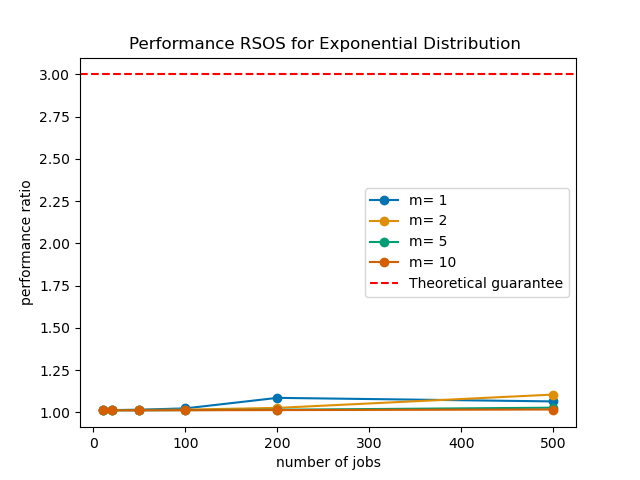 Performance RSOS for Exponential Distribution
performance ratio
3.00
2.75
2.50
2.25
2.00
1.75
1.50
1.25
1.00
m= 1
m= 2
m= 5
m= 10
Theoretical guarantee
0 100 200 300 400 500
number of jobs